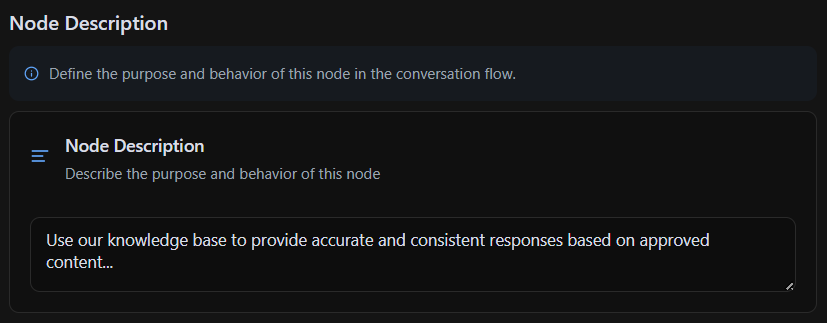 Node Description
Define the purpose and behavior of this node in the conversation flow.
Node Description
Describe the purpose and behavior of this node
Use our knowledge base to provide accurate and consistent responses based on approved
content...